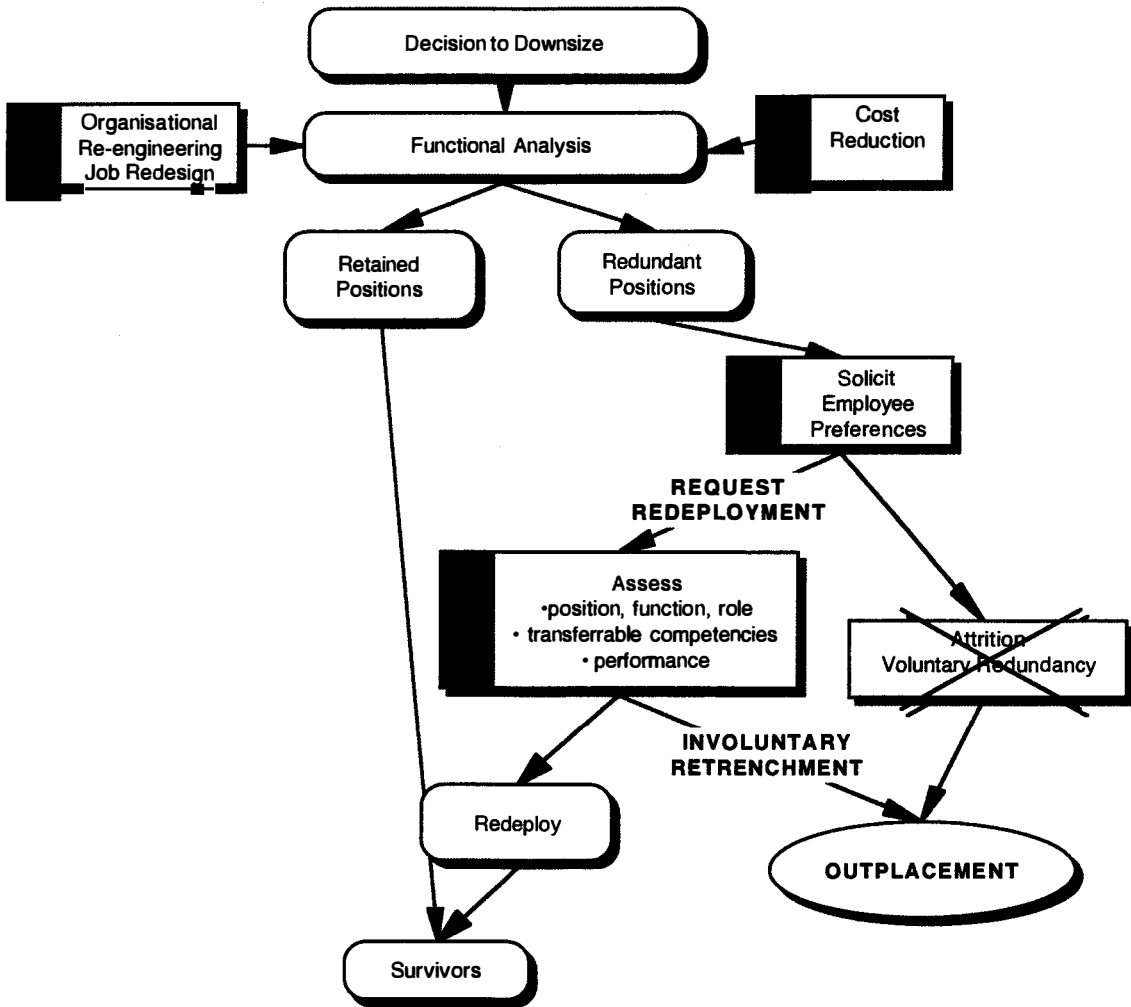 Decision to Downsize
Organisational
Re-engineering
Job Redesign
Functional Analysis
Cost
Reduction
Retained
Positions
Redundant
Positions
Solicit
Employee
Preferences
REQUEST
REDEPLOYMENT
Assess
•position, function, role
• transferrable competencies
• performance
Attrition
Voluntary Redundancy
INVOLUNTARY
RETRENCHMENT
Redeploy
OUTPLACEMENT
Survivors